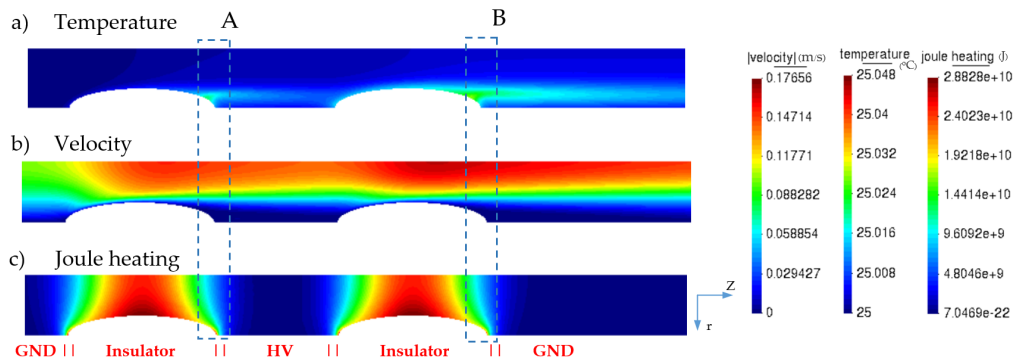 a) Temperature
A
B
b) Velocity
c) Joule heating
GND | | Insulator | | HV | | Insulator | | GND
Z
r
|velocity| (m/s)
0.17656
0.14714
0.11771
0.088282
0.058854
0.029427
0
temperature
(℃)
25.048
25.04
25.032
25.024
25.016
25.008
25
joule heating (J)
2.8828e+10
2.4023e+10
1.9218e+10
1.4414e+10
9.6092e+9
4.8046e+9
7.0469e-22